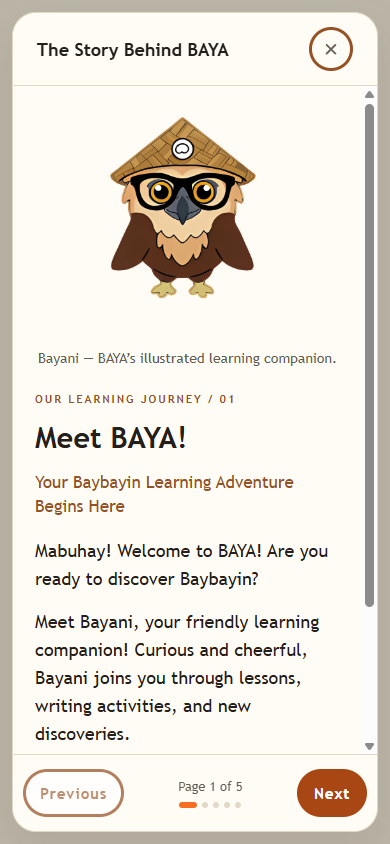 The Story Behind BAYA
Bayani — BAYA’s illustrated learning companion.
OUR LEARNING JOURNEY / 01
Meet BAYA!
Your Baybayin Learning Adventure
Begins Here
Mabuhay! Welcome to BAYA! Are you
ready to discover Baybayin?
Meet Bayani, your friendly learning
companion! Curious and cheerful,
Bayani joins you through lessons,
writing activities, and new
discoveries.
Previous
Page 1 of 5
Next